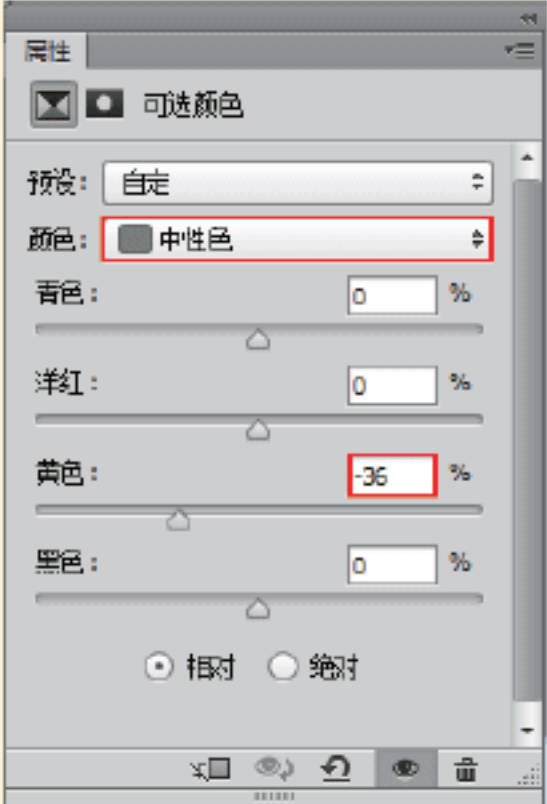 属性
可选颜色
预设: 自定
颜色: 中性色
青色: 0 %
洋红: 0 %
黄色: -36 %
黑色: 0 %
相对 绝对